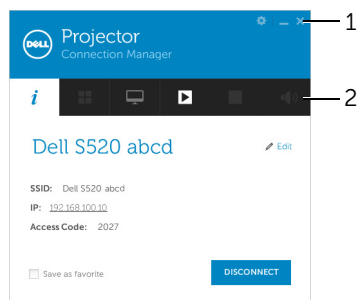 DELL
Projector
Connection Manager
1
i
2
Dell S520 abcd
Edit
SSID: Dell S520 abcd
IP: 192.168.100.10
Access Code: 2027
Save as favorite
DISCONNECT